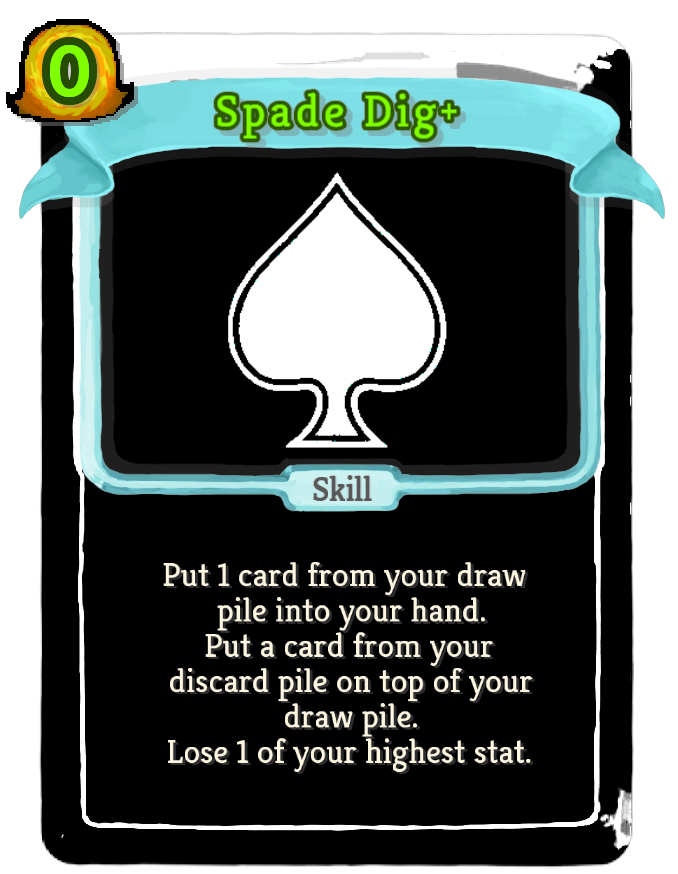 0
Spade Dig+
Skill
Put 1 card from your draw
pile into your hand.
Put a card from your
discard pile on top of your
draw pile.
Lose 1 of your highest stat.